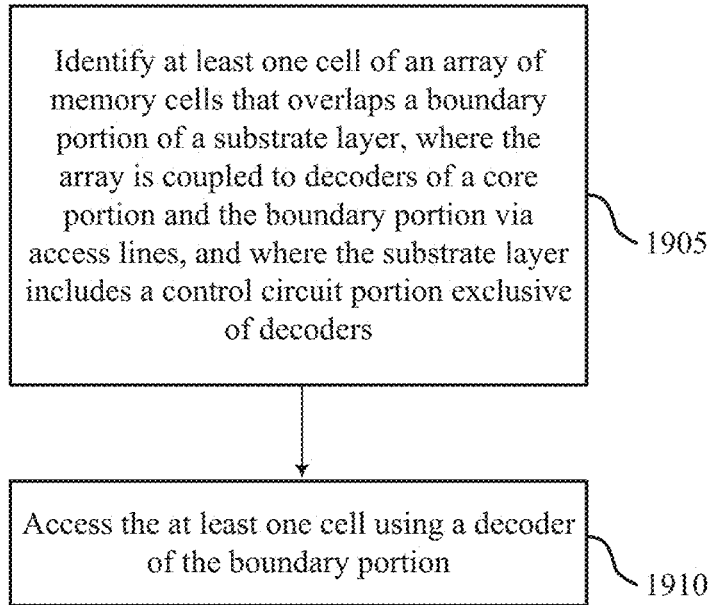 Identify at least one cell of an array of
memory cells that overlaps a boundary
portion of a substrate layer, where the
array is coupled to decoders of a core
portion and the boundary portion via
access lines, and where the substrate layer
includes a control circuit portion exclusive
of decoders
1905
Access the at least one cell using a decoder
of the boundary portion
1910